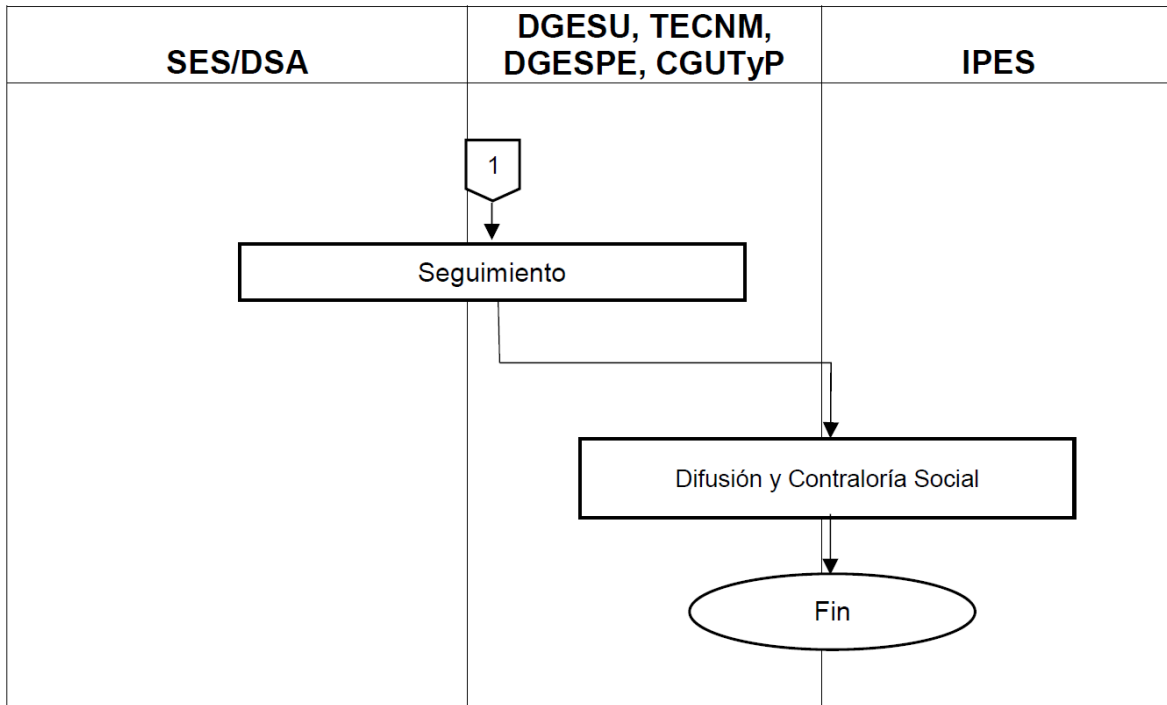 SES/DSA
DGESU, TECNM,
DGESPE, CGUTyP
IPES
1
Seguimiento
Difusión y Contraloría Social
Fin